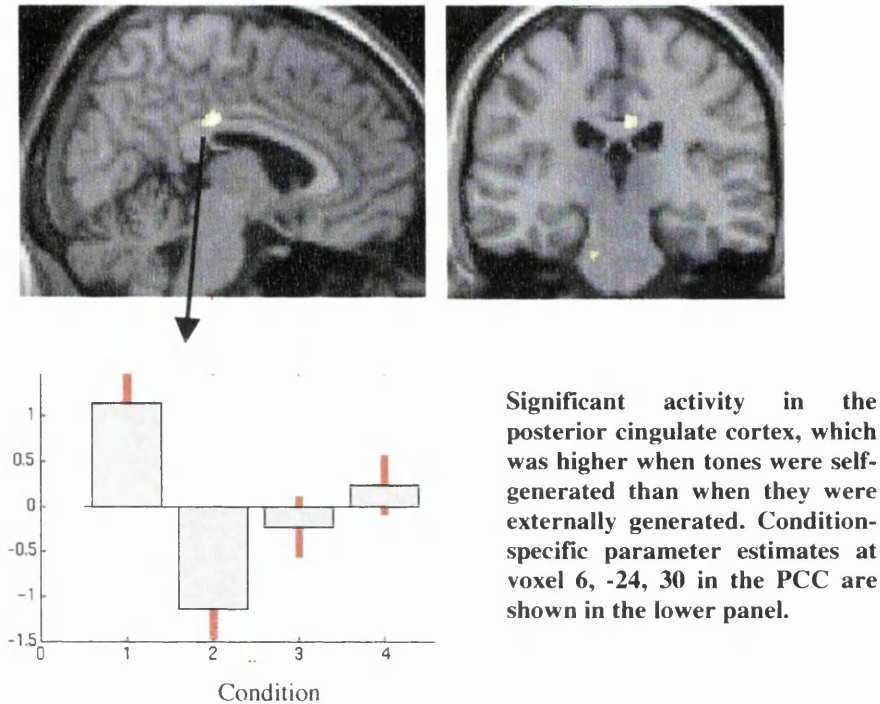 1
0.5
0
-0.5
-1
-1.5
0 1 2 3 4
Condition
Significant activity in the
posterior cingulate cortex, which
was higher when tones were self-
generated than when they were
externally generated. Condition-
specific parameter estimates at
voxel 6, -24, 30 in the PCC are
shown in the lower panel.